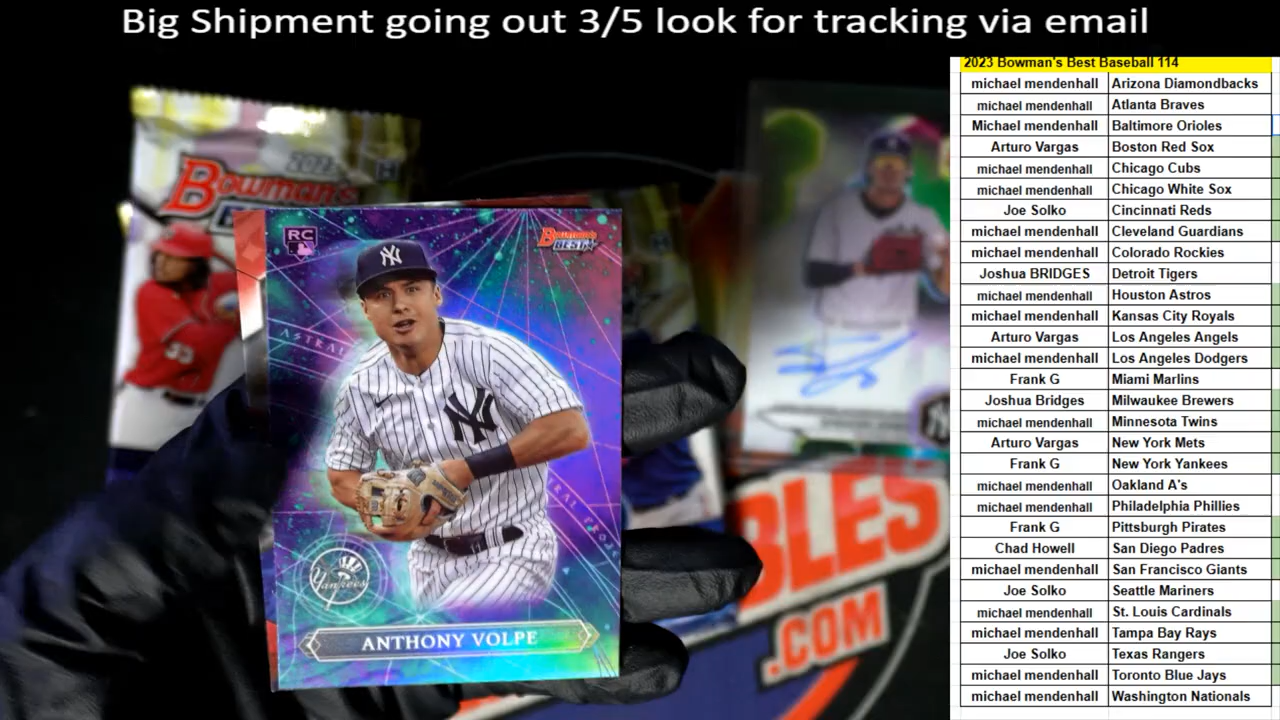 Big Shipment going out 3/5 look for tracking via email
2023 Bowman's Best Baseball 114
michael mendenhall Arizona Diamondbacks
michael mendenhall Atlanta Braves
Michael mendenhall Baltimore Orioles
Arturo Vargas Boston Red Sox
michael mendenhall Chicago Cubs
michael mendenhall Chicago White Sox
Joe Solko Cincinnati Reds
michael mendenhall Cleveland Guardians
michael mendenhall Colorado Rockies
Joshua BRIDGES Detroit Tigers
michael mendenhall Houston Astros
michael mendenhall Kansas City Royals
Arturo Vargas Los Angeles Angels
michael mendenhall Los Angeles Dodgers
Frank G Miami Marlins
Joshua Bridges Milwaukee Brewers
michael mendenhall Minnesota Twins
Arturo Vargas New York Mets
Frank G New York Yankees
michael mendenhall Oakland A's
michael mendenhall Philadelphia Phillies
Frank G Pittsburgh Pirates
Chad Howell San Diego Padres
michael mendenhall San Francisco Giants
Joe Solko Seattle Mariners
michael mendenhall St. Louis Cardinals
michael mendenhall Tampa Bay Rays
Joe Solko Texas Rangers
michael mendenhall Toronto Blue Jays
michael mendenhall Washington Nationals
Bowman's
RC
Bowman's
BEST
NY
NY
ASTRAL
Yankees
ANTHONY VOLPE
BLES
.COM
33